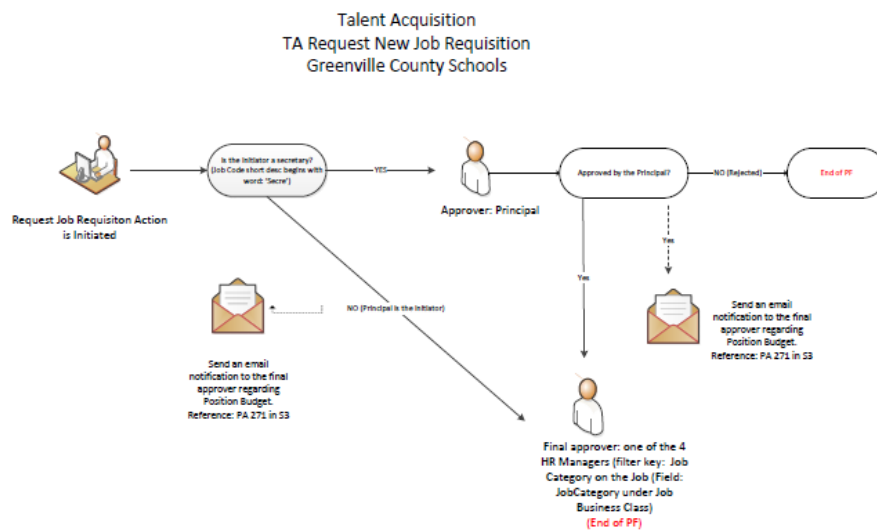 Talent Acquisition
TA Request New Job Requisition
Greenville County Schools
Is the Initiator a secretary?
(Job Code short desc begins with
word: 'Secre')
YES
Approved by the Principal?
NO (Rejected)
End of PF
Request Job Requisiton Action
is Initiated
Approver: Principal
Yes
Yes
NO (Principal is the Initiator)
Send an email
notification to the final
approver regarding
Position Budget.
Reference: PA 271 in S3
Send an email
notification to the final
approver regarding
Position Budget.
Reference: PA 271 in S3
Final approver: one of the 4
HR Managers (filter key: Job
Category on the Job (Field:
JobCategory under Job
Business Class)
(End of PF)